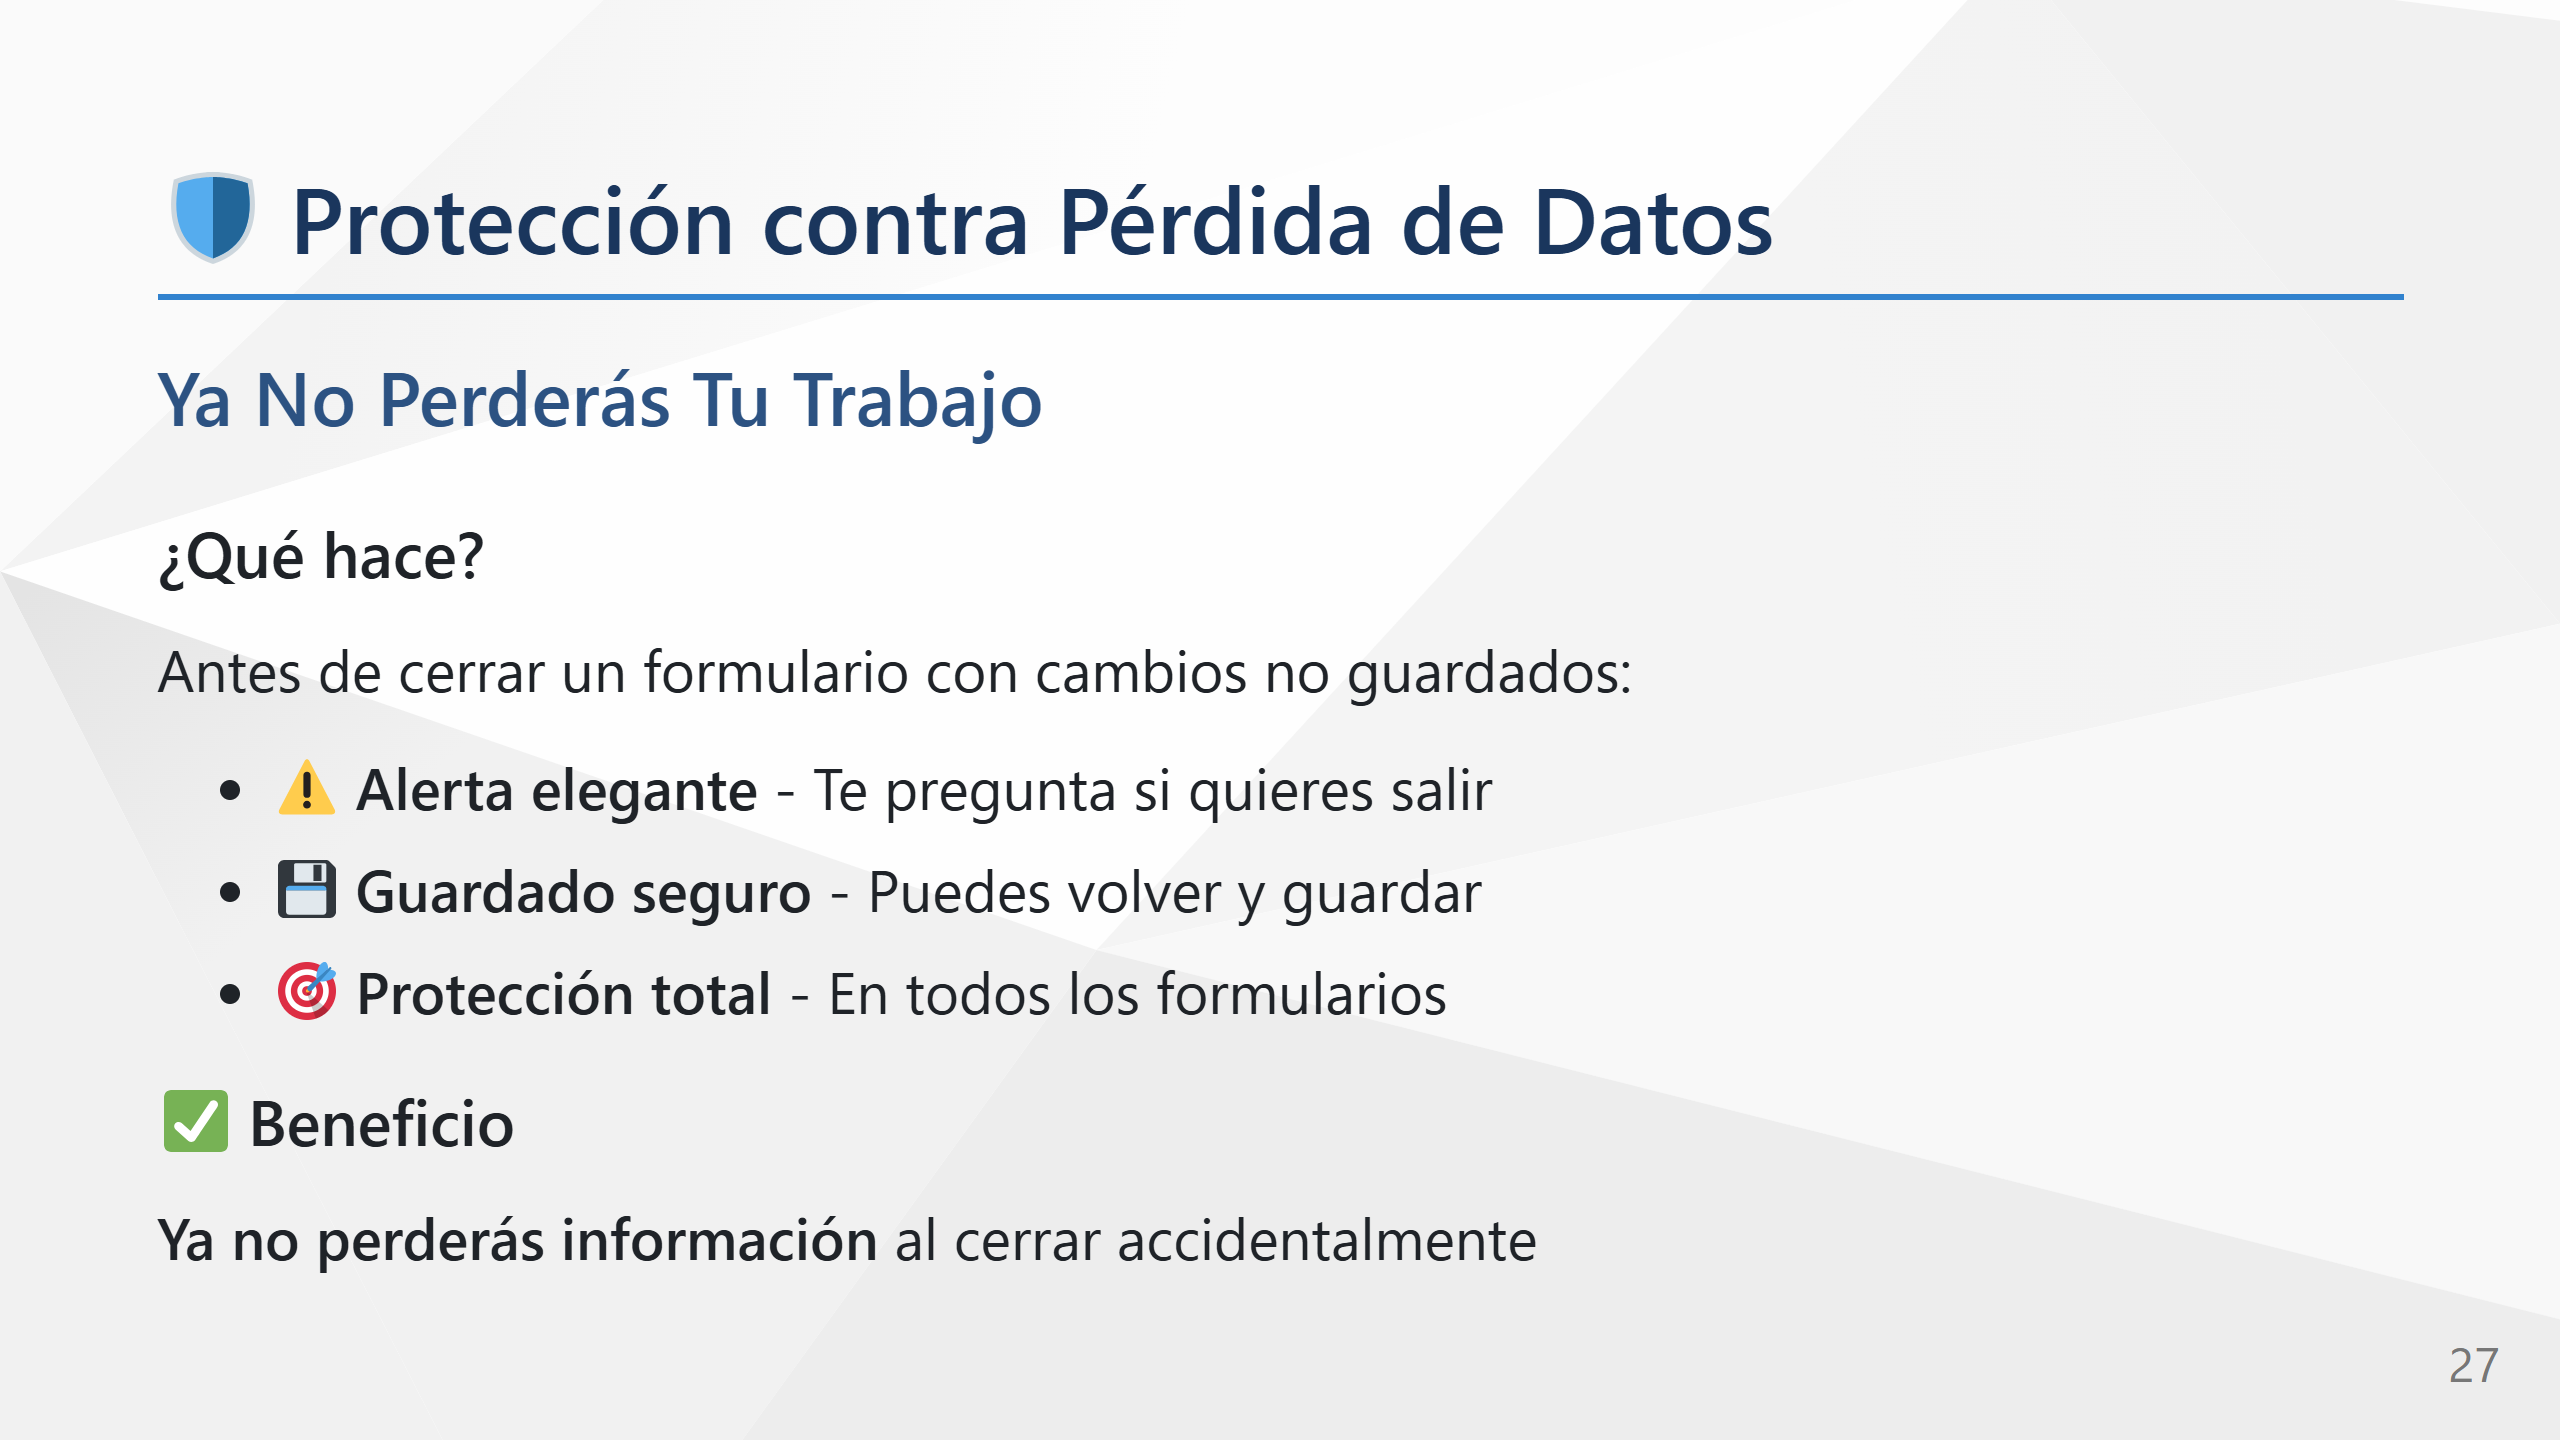 🛡️ Protección contra Pérdida de Datos
Ya No Perderás Tu Trabajo
¿Qué hace?
Antes de cerrar un formulario con cambios no guardados:
• ⚠️ Alerta elegante - Te pregunta si quieres salir
• 💾 Guardado seguro - Puedes volver y guardar
• 🎯 Protección total - En todos los formularios
✅ Beneficio
Ya no perderás información al cerrar accidentalmente
27